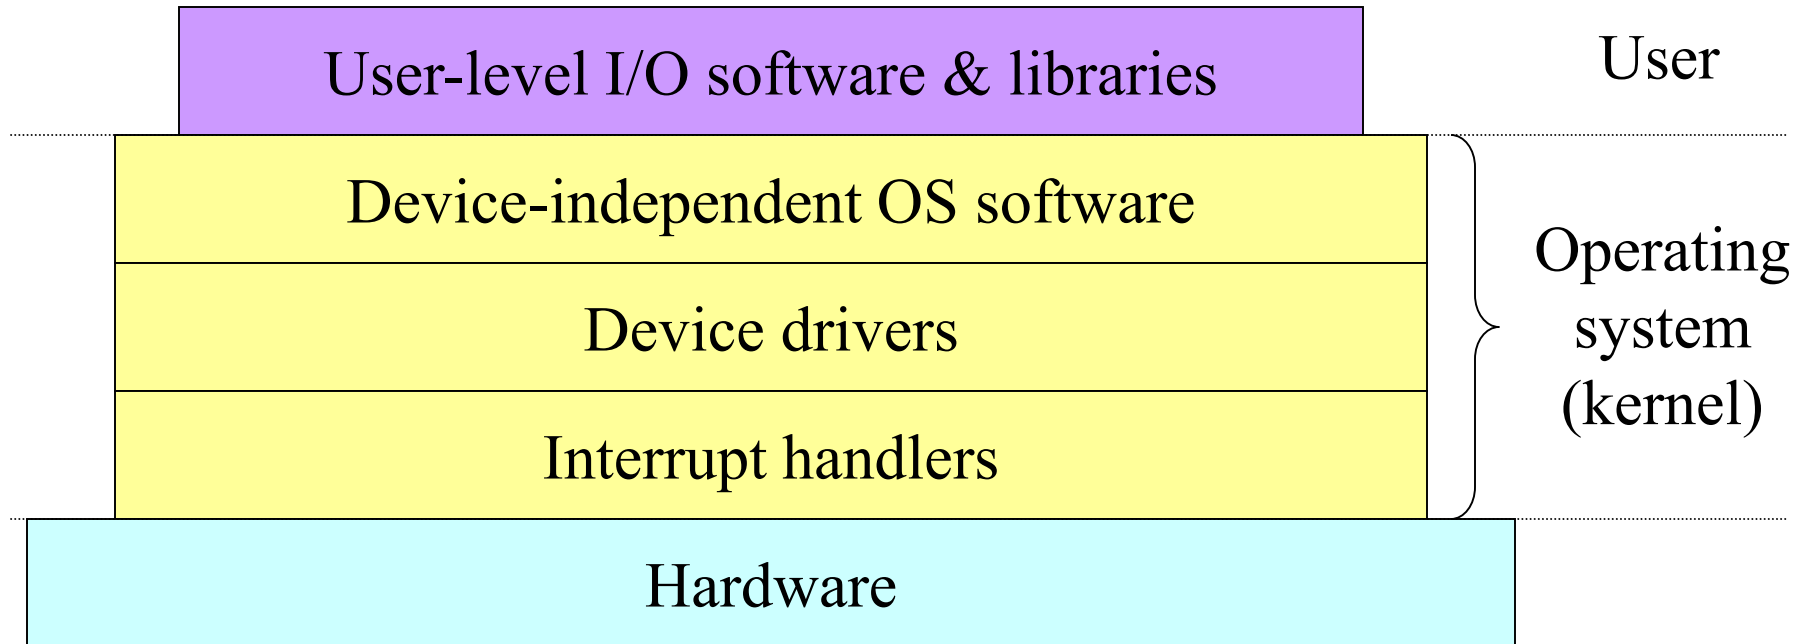 User-level I/O software & libraries
User
Device-independent OS software
Operating
system
(kernel)
Device drivers
Interrupt handlers
Hardware